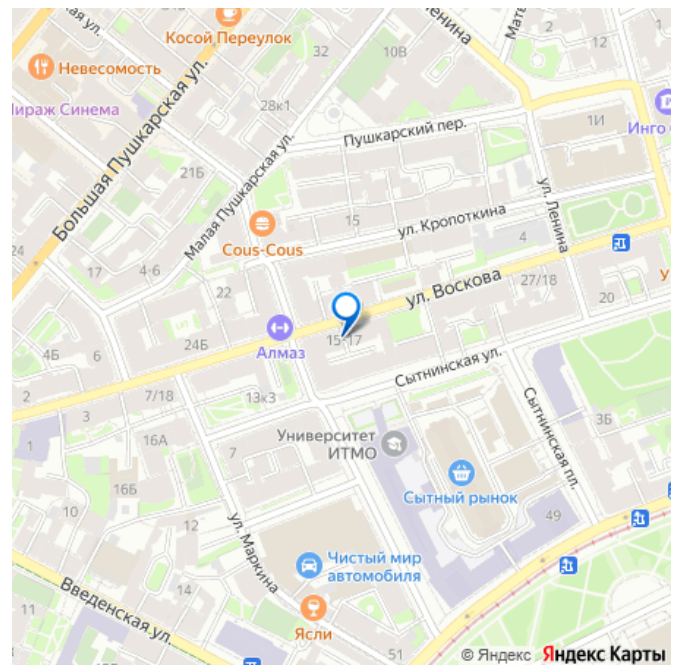 ул.
Косой Переулок
Ленина
2
12
Невесомость
32
10В
Мираж Синема
28к1
1И
Инго
Пушкарский пер.
Большая Пушкарская ул.
Малая Пушкарская ул.
21Б
ул. Ленина
15
ул. Кропоткина
4
Cous-Cous
24
17
4-6
22
ул. Воскова
27/18
20
У
15-17
Алмаз
24Б
4Б
6
Сытнинская ул.
2
7/18
13к3
3
1
16А
7
Университет
ИТМО
Сытнинская пл.
3Б
Сытный рынок
16Б
10
12
49
ул. Маркина
Чистый мир
автомобиля
Введенская ул.
14
11
Ясли
51
© Яндекс Яндекс Карты